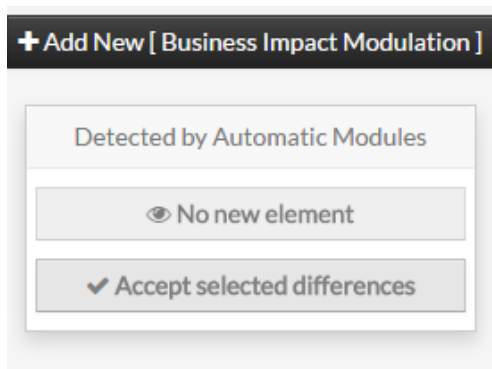 + Add New [ Business Impact Modulation ]
Detected by Automatic Modules
No new element
Accept selected differences